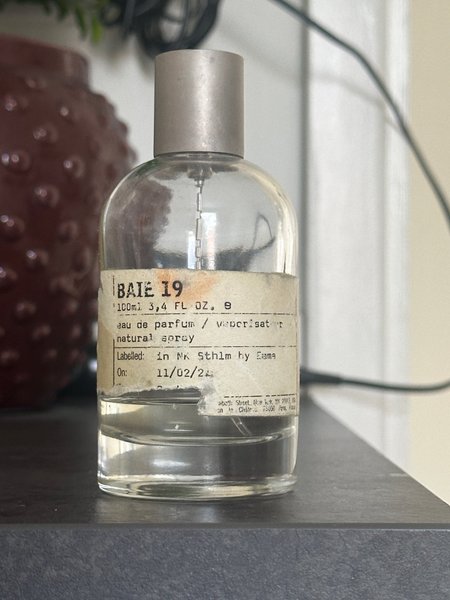 BAIE 19
100ml 3,4 FL OZ. e
eau de parfum / vaporisateur
natural spray
Labelled: in NK Sthlm by
On: 11/02/2